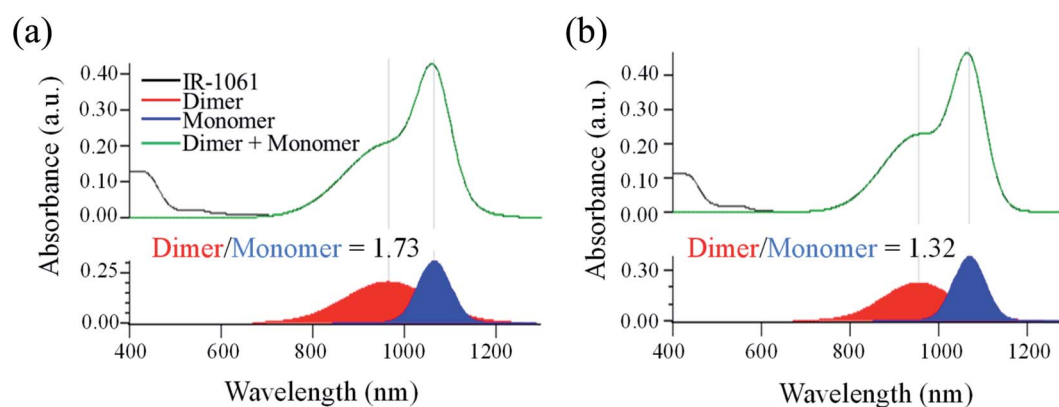 (a)
Absorbance (a.u.)
0.40
0.30
0.20
0.10
0.00
IR-1061
Dimer
Monomer
Dimer + Monomer
Dimer/Monomer = 1.73
0.25
0.00
400
600
800
1000
1200
Wavelength (nm)
(b)
Absorbance (a.u.)
0.40
0.30
0.20
0.10
0.00
Dimer/Monomer = 1.32
0.30
0.00
400
600
800
1000
1200
Wavelength (nm)